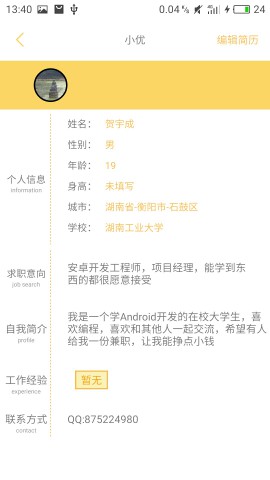 13:40 0.04 K/s 4G 24
小优 编辑简历
个人信息
information
姓名： 贺宇威
性别： 男
年龄： 19
身高： 未填写
城市： 湖南省-衡阳市-石鼓区
学校： 湖南工业大学
求职意向
job search
安卓开发工程师，项目经理，能学到东
西的都很愿意接受
自我简介
profile
我是一个学Android开发的在校大学生，喜
欢编程，喜欢和其他人一起交流，希望有人
给我一份兼职，让我能挣点小钱
工作经验
experience
暂无
联系方式
contact
QQ:875224980